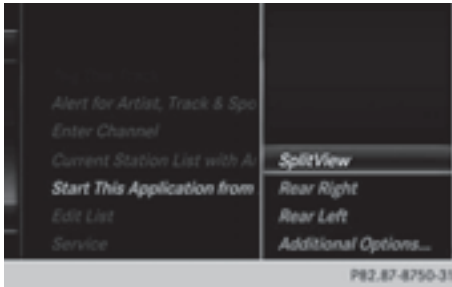 Alert for Artist, Track & Spo
Enter Channel
Current Station List with Ar
Start This Application from
Edit List
Service
SplitView
Rear Right
Rear Left
Additional Options...
P82.87-8750-31